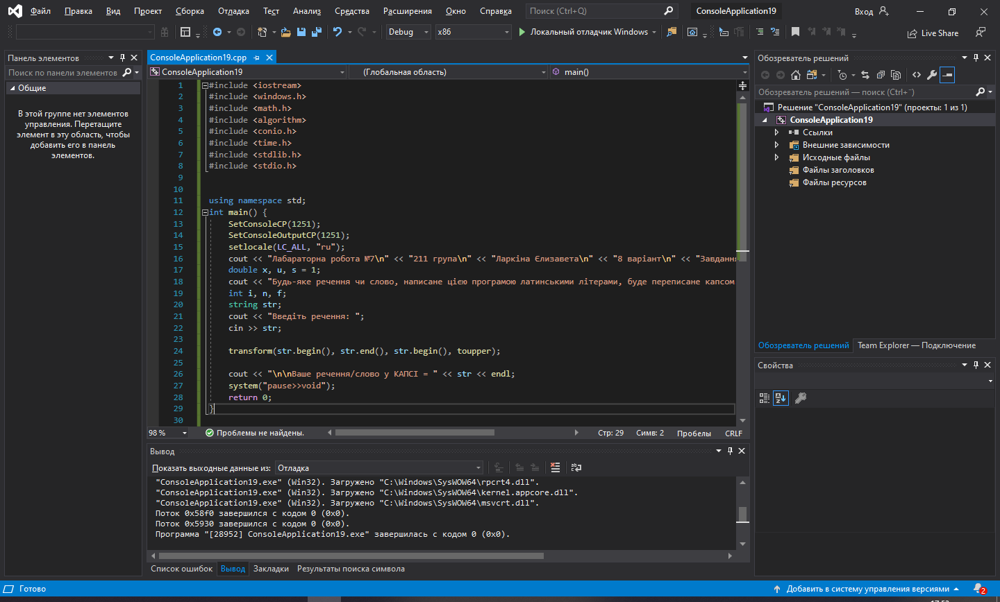 Файл Правка Вид Проект Сборка Отладка Тест Анализ Средства Расширения Окно Справка Поиск (Ctrl+Q) ConsoleApplication19 Вход
Debug x86 Локальный отладчик Windows Live Share
Панель элементов
Поиск по панели элементов
Общие
В этой группе нет элементов
управления. Перетащите
элемент в эту область, чтобы
добавить его в панель
элементов.
ConsoleApplication19.cpp
ConsoleApplication19 (Глобальная область) main()
1 #include <iostream>
2 #include <windows.h>
3 #include <math.h>
4 #include <algorithm>
5 #include <conio.h>
6 #include <time.h>
7 #include <stdlib.h>
8 #include <stdio.h>
9
10
11 using namespace std;
12 int main() {
13 SetConsoleCP(1251);
14 SetConsoleOutputCP(1251);
15 setlocale(LC_ALL, "ru");
16 cout << "Лабараторна робота №7\n" << "211 група\n" << "Ларкіна Єлизавета\n" << "8 варіант\n" << "Завдання
17 double x, u, s = 1;
18 cout << "Будь-яке речення чи слово, написане цією програмою латинськими літерами, буде переписане капсом
19 int i, n, f;
20 string str;
21 cout << "Введіть речення: ";
22 cin >> str;
23
24 transform(str.begin(), str.end(), str.begin(), toupper);
25
26 cout << "\n\nВаше речення/слово у КАПСІ = " << str << endl;
27 system("pause>>void");
28 return 0;
29 }
30
98 % Проблемы не найдены. Стр: 29 Симв: 2 Пробелы CRLF
Вывод
Показать выходные данные из: Отладка
"ConsoleApplication19.exe" (Win32). Загружено "C:\Windows\SysWOW64\rpcrt4.dll".
"ConsoleApplication19.exe" (Win32). Загружено "C:\Windows\SysWOW64\kernel.appcore.dll".
"ConsoleApplication19.exe" (Win32). Загружено "C:\Windows\SysWOW64\msvcrt.dll".
Поток 0x58f0 завершился с кодом 0 (0x0).
Поток 0x5930 завершился с кодом 0 (0x0).
Программа "[28952] ConsoleApplication19.exe" завершилась с кодом 0 (0x0).
Список ошибок Вывод Закладки Результаты поиска символа
Обозреватель решений
Обозреватель решений — поиск (Ctrl+¨)
Решение "ConsoleApplication19" (проекты: 1 из 1)
ConsoleApplication19
Ссылки
Внешние зависимости
Исходные файлы
Файлы заголовков
Файлы ресурсов
Обозреватель решений Team Explorer — Подключение
Свойства
Готово Добавить в систему управления версиями 2